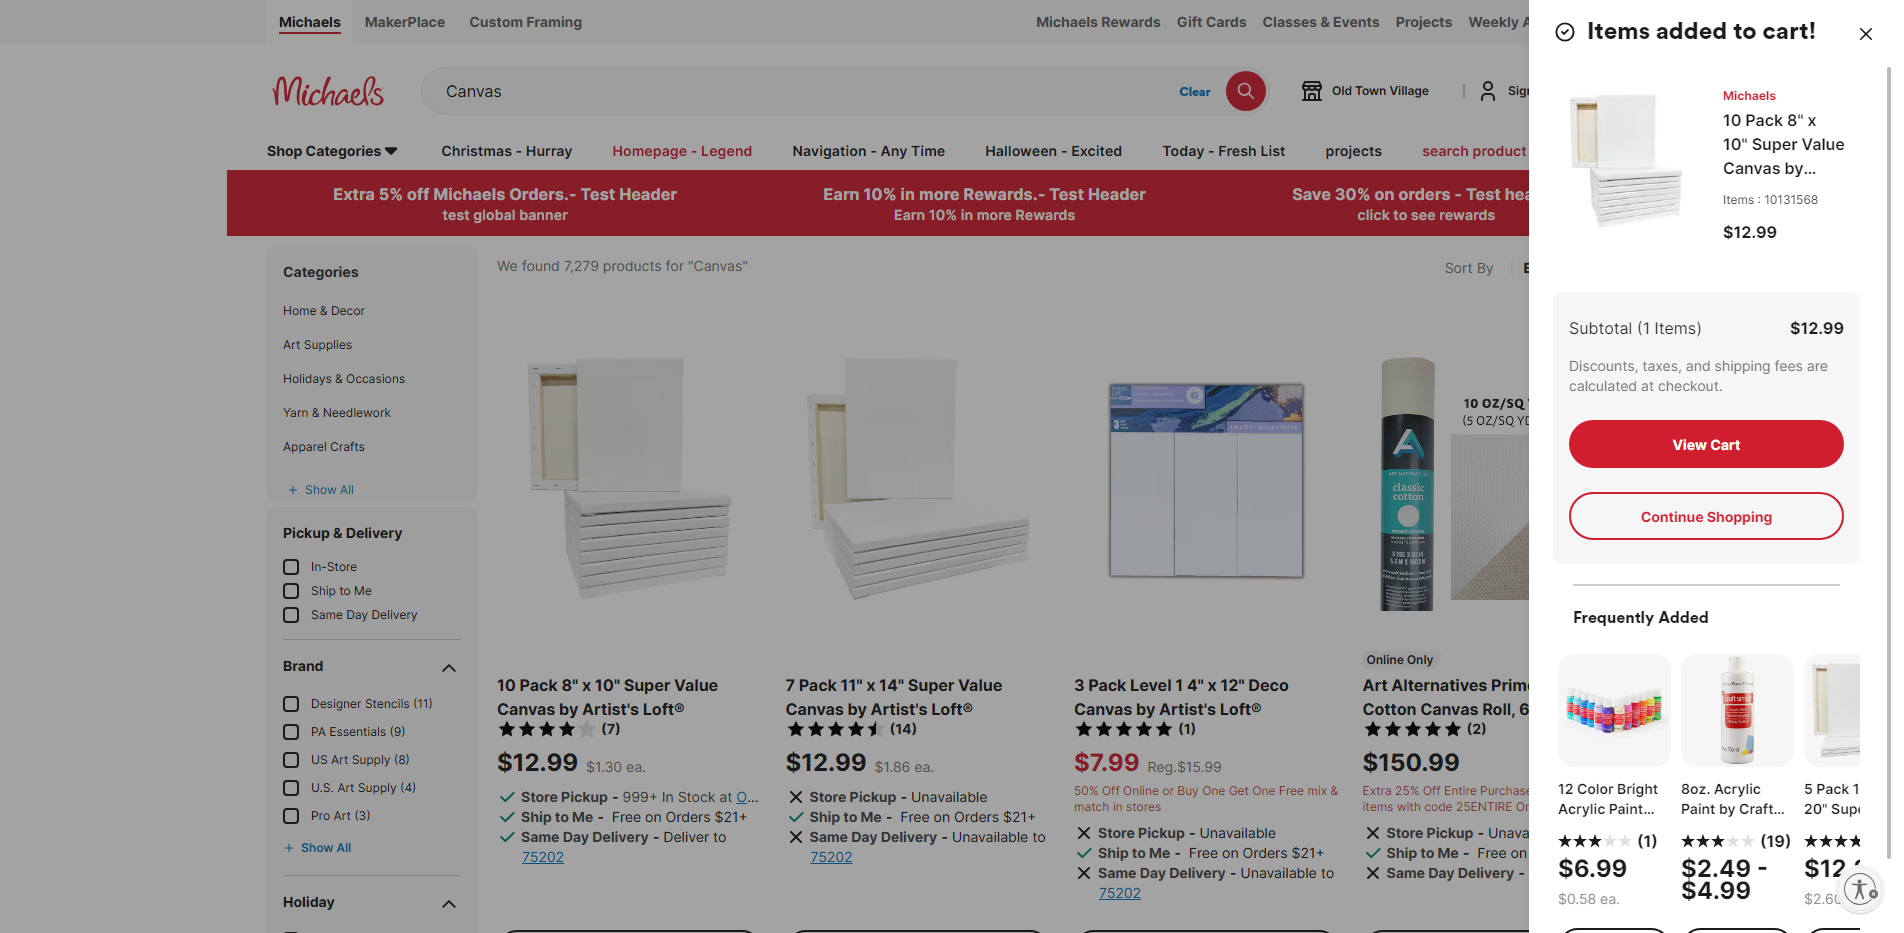 Michaels
MakerPlace
Custom Framing
Michaels Rewards
Gift Cards
Classes & Events
Projects
Weekly
Michaels
Canvas
Clear
Old Town Village
Shop Categories
Christmas - Hurray
Homepage - Legend
Navigation - Any Time
Halloween - Excited
Today - Fresh List
projects
search product
Extra 5% off Michaels Orders.- Test Header
test global banner
Earn 10% in more Rewards.- Test Header
Earn 10% in more Rewards
Save 30% on orders - Test
click to see rewards
Categories
Home & Decor
Art Supplies
Holidays & Occasions
Yarn & Needlework
Apparel Crafts
+ Show All
Pickup & Delivery
In-Store
Ship to Me
Same Day Delivery
Brand
Designer Stencils (11)
PA Essentials (9)
US Art Supply (8)
U.S. Art Supply (4)
Pro Art (3)
+ Show All
Holiday
We found 7,279 products for "Canvas"
Sort By
10 Pack 8" x 10" Super Value
Canvas by Artist's Loft®
(7)
$12.99 $1.30 ea.
Store Pickup - 999+ In Stock at O...
Ship to Me - Free on Orders $21+
Same Day Delivery - Deliver to
75202
7 Pack 11" x 14" Super Value
Canvas by Artist's Loft®
(14)
$12.99 $1.86 ea.
Store Pickup - Unavailable
Ship to Me - Free on Orders $21+
Same Day Delivery - Unavailable to
75202
3 Pack Level 1 4" x 12" Deco
Canvas by Artist's Loft®
(1)
$7.99 Reg.$15.99
50% Off Online or Buy One Get One Free mix &
match in stores
Store Pickup - Unavailable
Ship to Me - Free on Orders $21+
Same Day Delivery - Unavailable to
75202
10 OZ/SQ
(5 OZ/SQ YD
classic
cotton
Online Only
Art Alternatives
Cotton Canvas Roll, 6
(2)
$150.99
Extra 25% Off Entire Purchase
items with code 25ENTIRE
Store Pickup -
Ship to Me - Free on
Same Day Delivery -
Items added to cart!
Michaels
10 Pack 8" x
10" Super Value
Canvas by...
Items : 10131568
$12.99
Subtotal (1 Items) $12.99
Discounts, taxes, and shipping fees are
calculated at checkout.
View Cart
Continue Shopping
Frequently Added
12 Color Bright
Acrylic Paint...
(1)
$6.99
$0.58 ea.
8oz. Acrylic
Paint by Craft...
(19)
$2.49 -
$4.99
5 Pack
20"